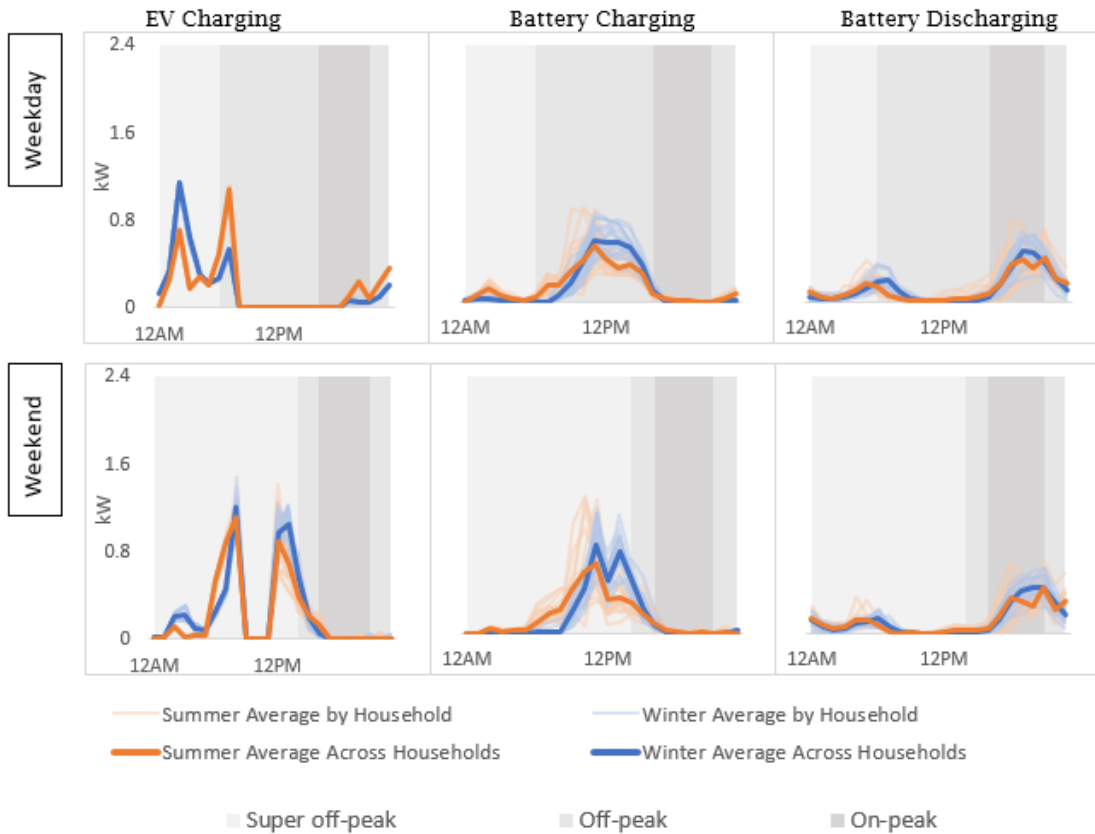 EV Charging Battery Charging Battery Discharging
Weekday
2.4
1.6
kW
0.8
0
12AM 12PM 12AM 12PM 12AM 12PM
Weekend
2.4
1.6
kW
0.8
0
12AM 12PM 12AM 12PM 12AM 12PM
Summer Average by Household Winter Average by Household
Summer Average Across Households Winter Average Across Households
Super off-peak Off-peak On-peak